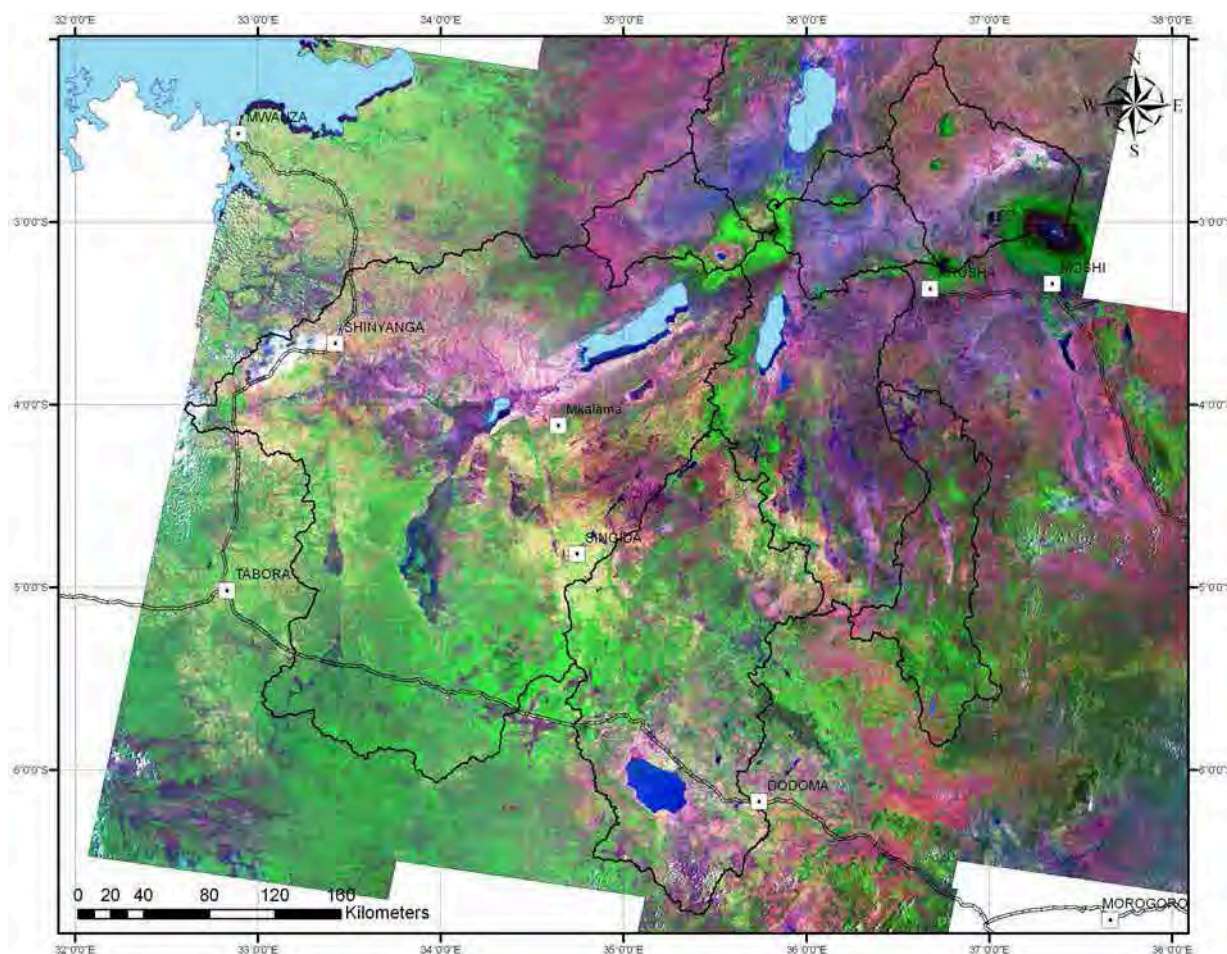 32°0'0"E 33°0'0"E 34°0'0"E 35°0'0"E 36°0'0"E 37°0'0"E 38°0'0"E
N
W E
S
MWANZA
3°0'0"S 3°0'0"S
ARUSHA
MOSHI
SHINYANGA
4°0'0"S 4°0'0"S
Mkalama
SINGIDA
5°0'0"S 5°0'0"S
TABORA
6°0'0"S 6°0'0"S
DODOMA
0 20 40 80 120 160
Kilometers
MOROGORO
32°0'0"E 33°0'0"E 34°0'0"E 35°0'0"E 36°0'0"E 37°0'0"E 38°0'0"E